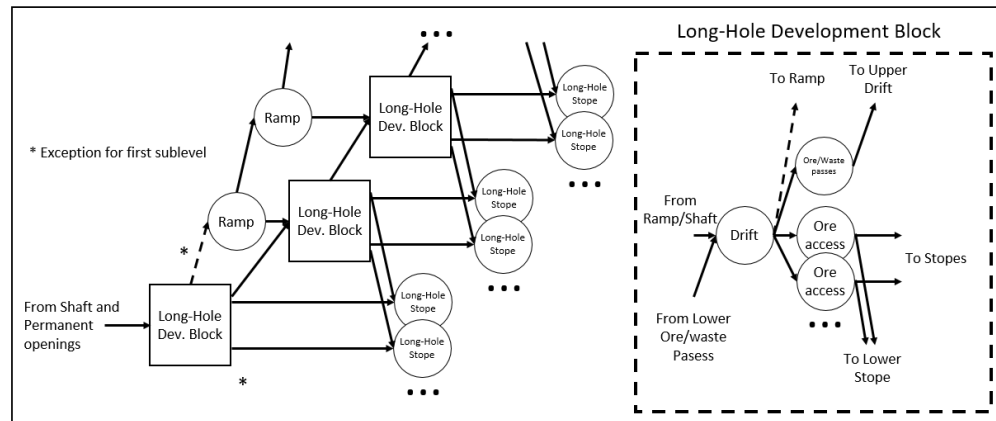 Long-Hole Development Block
* Exception for first sublevel
Ramp
Ramp
*
From Shaft and
Permanent
openings
Long-Hole
Dev. Block
*
Long-Hole
Dev. Block
Long-Hole
Dev. Block
Long-Hole
Stope
Long-Hole
Stope
Long-Hole
Stope
Long-Hole
Stope
Long-Hole
Stope
Long-Hole
Stope
To Ramp
To Upper
Drift
Ore/Waste
passes
From
Ramp/Shaft
Drift
Ore
access
Ore
access
To Stopes
From Lower
Ore/waste
Pasess
To Lower
Stope